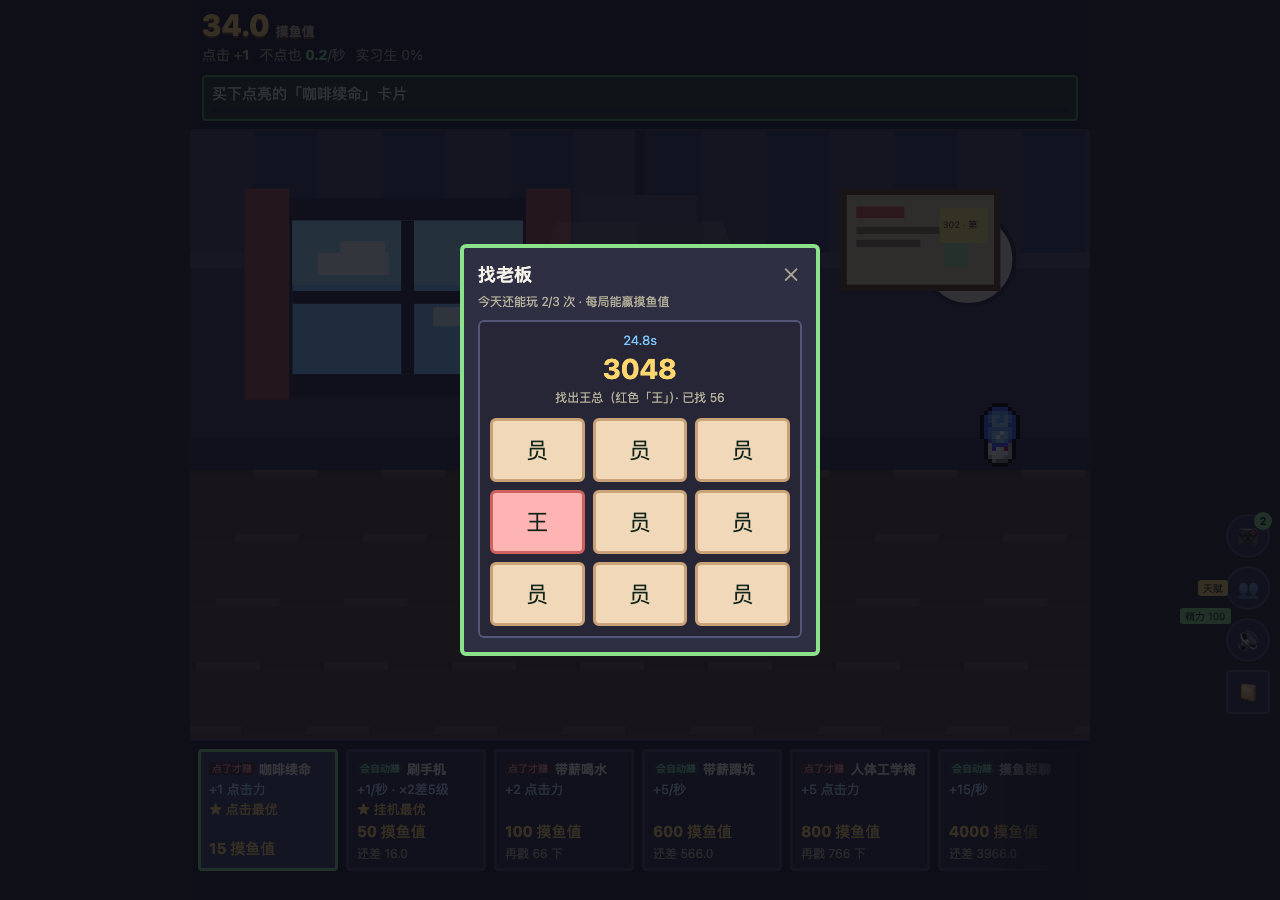 34.0 摸鱼值
点击 +1 不点也 0.2/秒 实习生 0%
买下点亮的「咖啡续命」卡片
302 · 第
找老板
今天还能玩 2/3 次 · 每局能赢摸鱼值
24.8s
3048
找出王总（红色「王」）· 已找 56
员 员 员
王 员 员
员 员 员
2
天赋
精力 100
点了才赚 咖啡续命
+1 点击力
★ 点击最优
15 摸鱼值
会自动赚 刷手机
+1/秒 · ×2差5级
★ 挂机最优
50 摸鱼值
还差 16.0
点了才赚 带薪喝水
+2 点击力
100 摸鱼值
再戳 66 下
会自动赚 带薪蹲坑
+5/秒
600 摸鱼值
还差 566.0
点了才赚 人体工学椅
+5 点击力
800 摸鱼值
再戳 766 下
会自动赚 摸鱼群聊
+15/秒
4000 摸鱼值
还差 3966.0